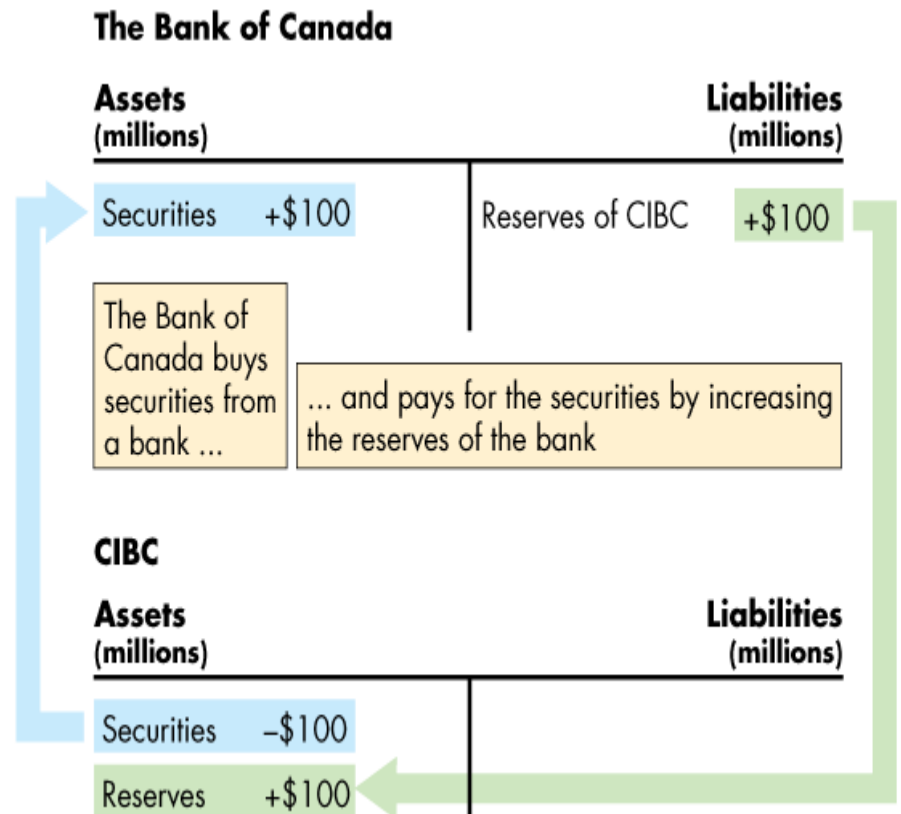 The Bank of Canada
Assets Liabilities
(millions) (millions)
Securities +$100 Reserves of CIBC +$100
The Bank of
Canada buys
securities from
a bank ...
... and pays for the securities by increasing
the reserves of the bank
CIBC
Assets Liabilities
(millions) (millions)
Securities –$100
Reserves +$100